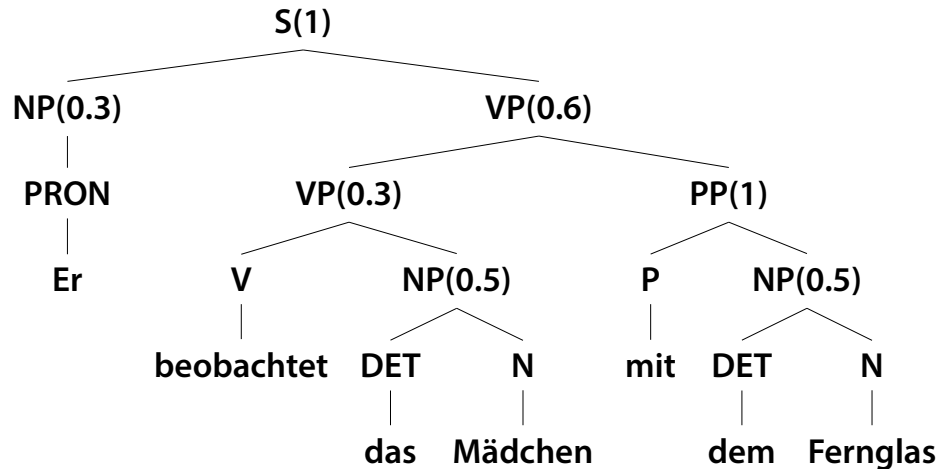 S(1)
NP(0.3) VP(0.6)
PRON VP(0.3) PP(1)
Er V NP(0.5) P NP(0.5)
beobachtet DET N mit DET N
das Mädchen dem Fernglas